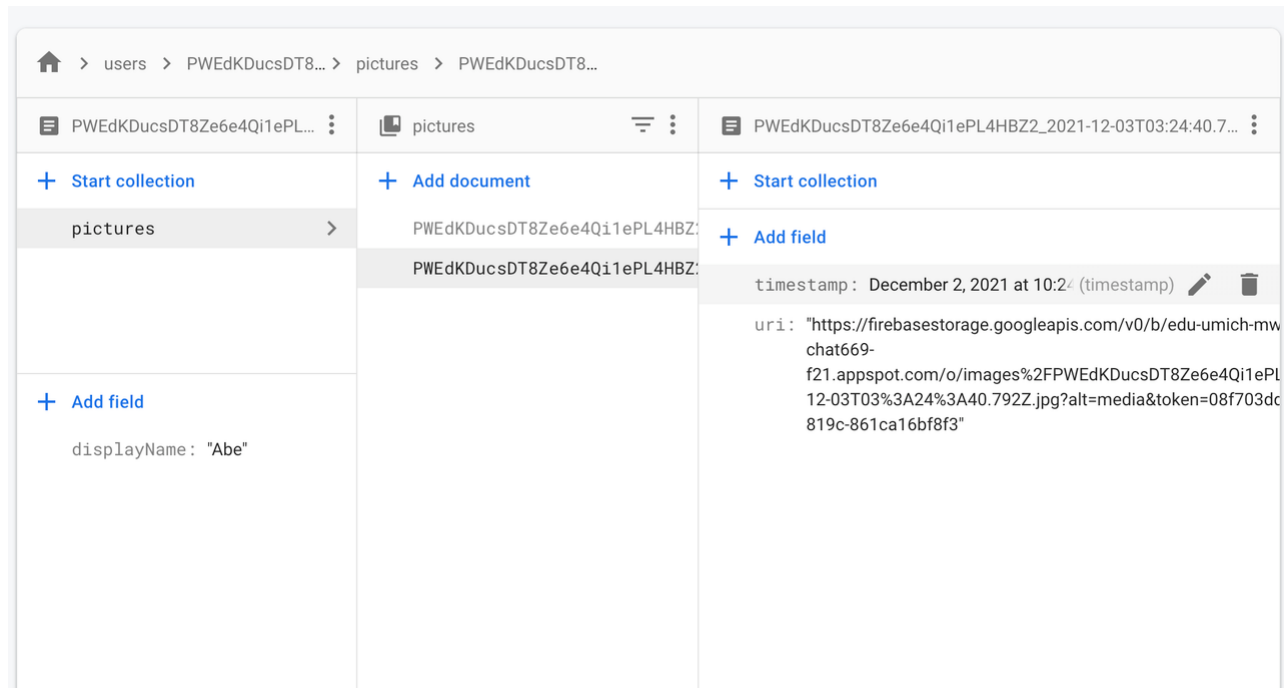 users PWEdKDucsDT8... pictures PWEdKDucsDT8...
PWEdKDucsDT8Ze6e4Qi1ePL...
pictures
PWEdKDucsDT8Ze6e4Qi1ePL4HBZ2_2021-12-03T03:24:40.7...
Start collection
pictures
Add field
displayName: "Abe"
Add document
PWEdKDucsDT8Ze6e4Qi1ePL4HBZ
PWEdKDucsDT8Ze6e4Qi1ePL4HBZ
Start collection
Add field
timestamp: December 2, 2021 at 10:2 (timestamp)
uri: "https://firebasestorage.googleapis.com/v0/b/edu-umich-mw
chat669-
f21.appspot.com/o/images%2FPWEdKDucsDT8Ze6e4Qi1ePL
12-03T03%3A24%3A40.792Z.jpg?alt=media&token=08f703dd
819c-861ca16bf8f3"